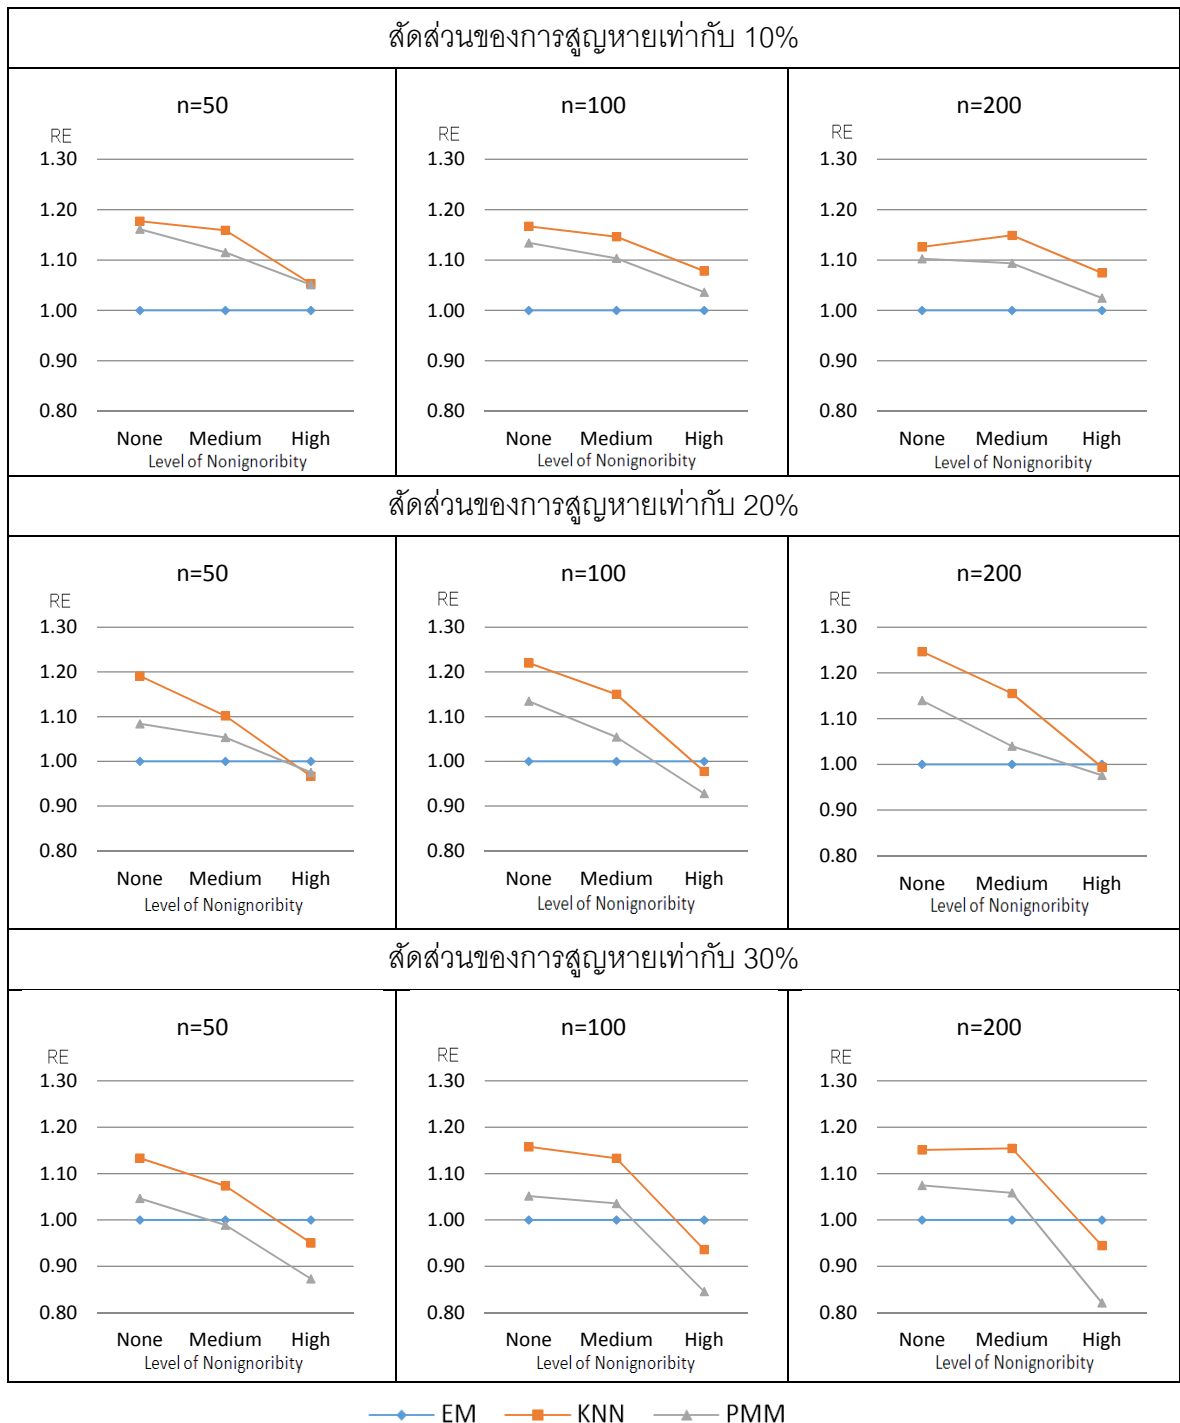 สัดส่วนของการสูญหายเท่ากับ 10%
n=50
RE
1.30
1.20
1.10
1.00
0.90
0.80
None Medium High
Level of Nonignoribity
n=100
RE
1.30
1.20
1.10
1.00
0.90
0.80
None Medium High
Level of Nonignoribity
n=200
RE
1.30
1.20
1.10
1.00
0.90
0.80
None Medium High
Level of Nonignoribity
สัดส่วนของการสูญหายเท่ากับ 20%
n=50
RE
1.30
1.20
1.10
1.00
0.90
0.80
None Medium High
Level of Nonignoribity
n=100
RE
1.30
1.20
1.10
1.00
0.90
0.80
None Medium High
Level of Nonignoribity
n=200
RE
1.30
1.20
1.10
1.00
0.90
0.80
None Medium High
Level of Nonignoribity
สัดส่วนของการสูญหายเท่ากับ 30%
n=50
RE
1.30
1.20
1.10
1.00
0.90
0.80
None Medium High
Level of Nonignoribity
n=100
RE
1.30
1.20
1.10
1.00
0.90
0.80
None Medium High
Level of Nonignoribity
n=200
RE
1.30
1.20
1.10
1.00
0.90
0.80
None Medium High
Level of Nonignoribity
EM KNN PMM